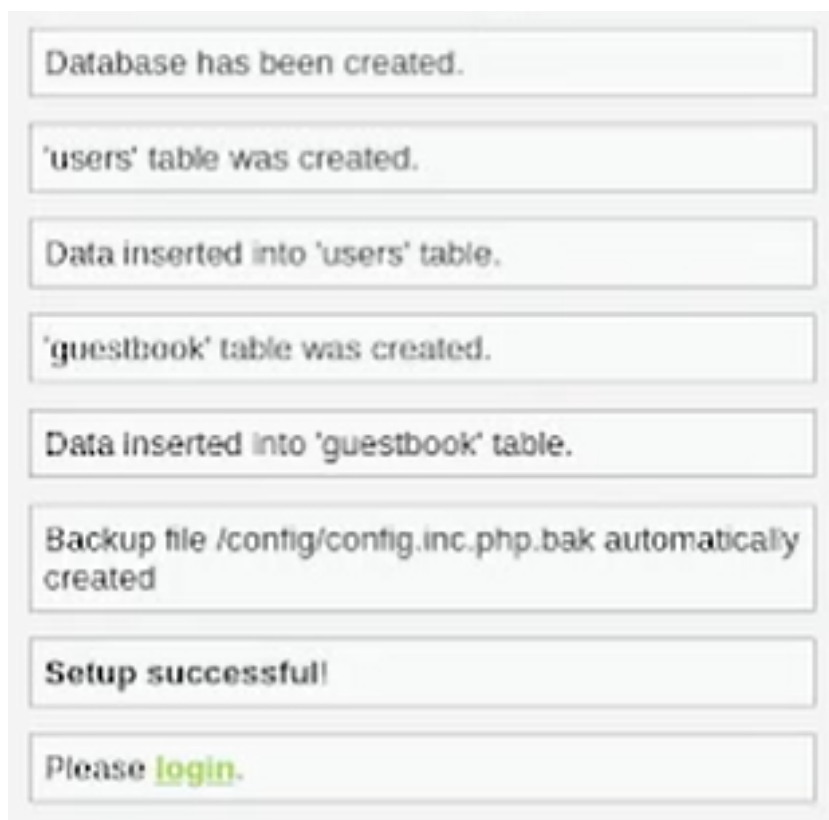 Database has been created.
'users' table was created.
Data inserted into 'users' table.
'guestbook' table was created.
Data inserted into 'guestbook' table.
Backup file /config/config.inc.php.bak automatically
created
Setup successful!
Please login.